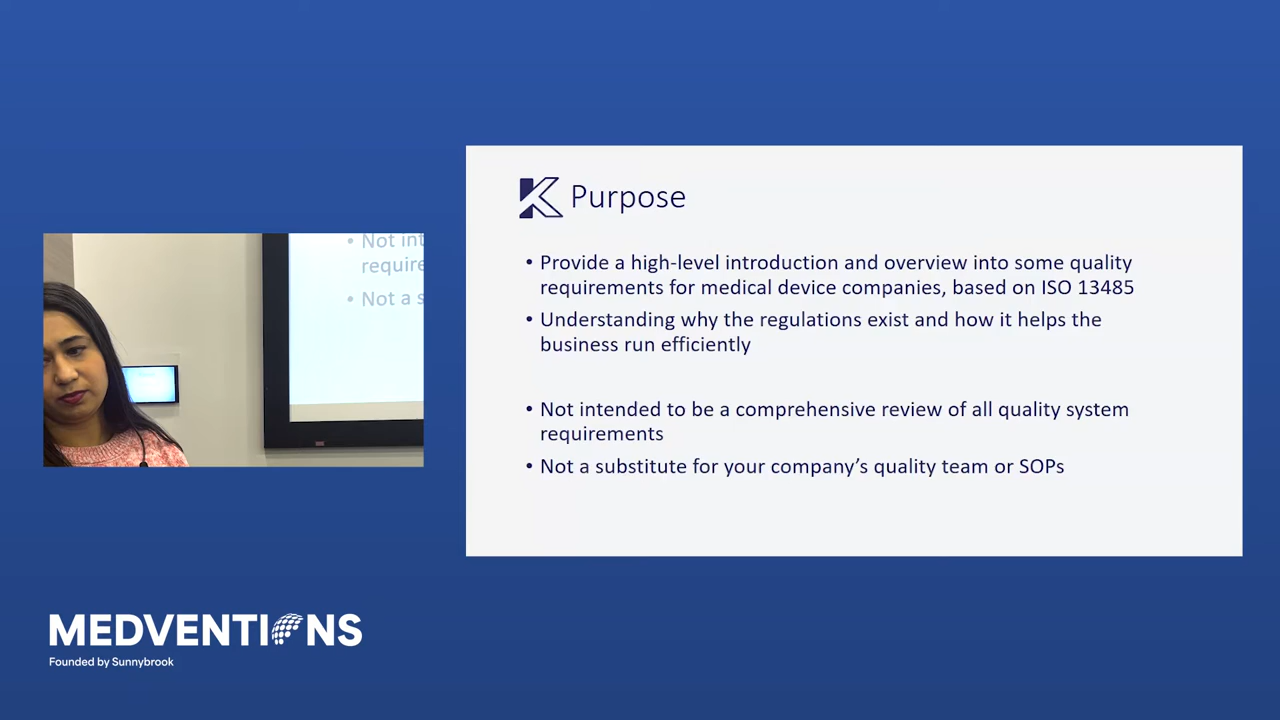 Not int
require
Not a s
Purpose
• Provide a high-level introduction and overview into some quality
requirements for medical device companies, based on ISO 13485
• Understanding why the regulations exist and how it helps the
business run efficiently
• Not intended to be a comprehensive review of all quality system
requirements
• Not a substitute for your company’s quality team or SOPs
MEDVENTIONS
Founded by Sunnybrook